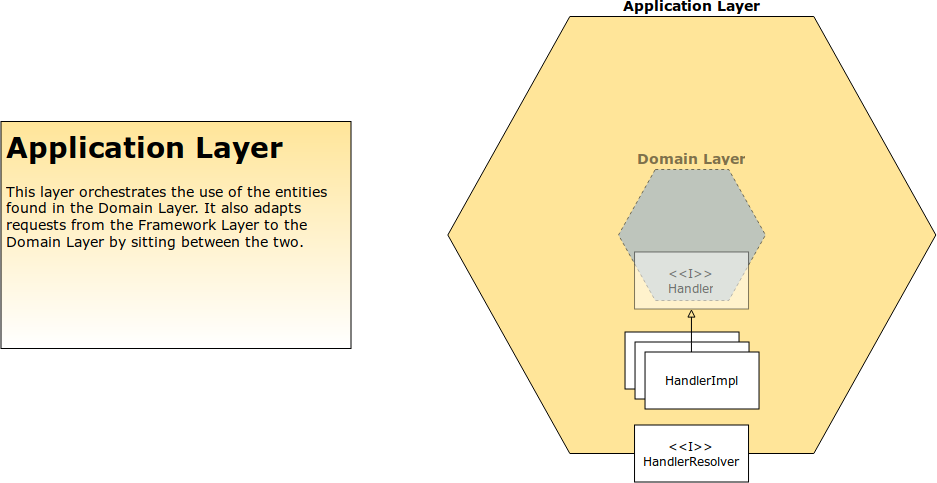 Application Layer
This layer orchestrates the use of the entities
found in the Domain Layer. It also adapts
requests from the Framework Layer to the
Domain Layer by sitting between the two.
Application Layer
Domain Layer
<<I>>
Handler
HandlerImpl
<<I>>
HandlerResolver